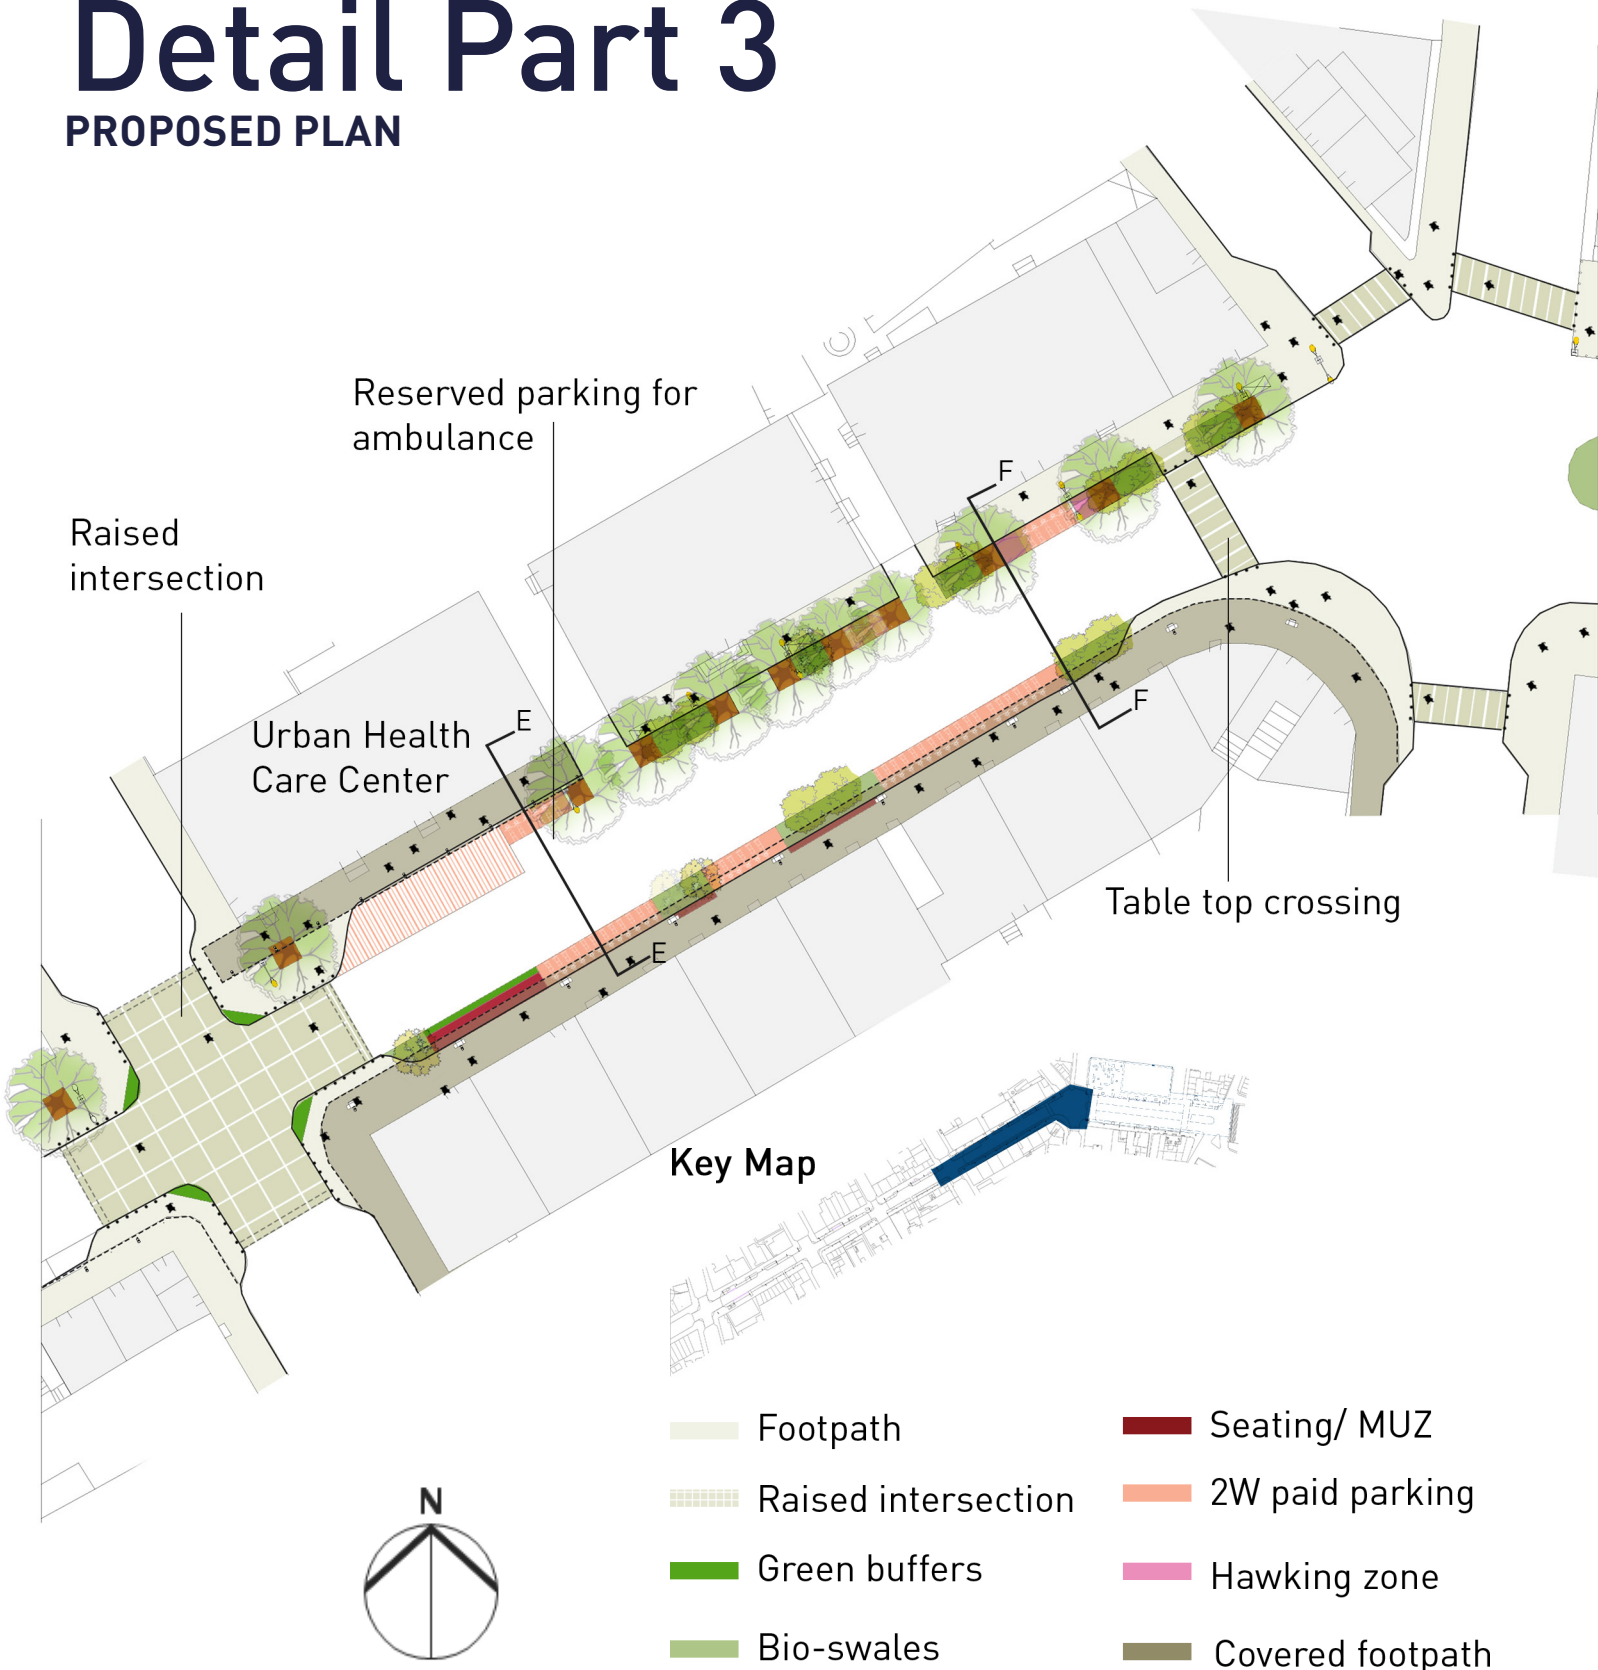 Detail Part 3
PROPOSED PLAN
Reserved parking for
ambulance
Raised
intersection
Urban Health
Care Center
E
E
F
F
Table top crossing
Key Map
Footpath
Raised intersection
Green buffers
Bio-swales
Seating/ MUZ
2W paid parking
Hawking zone
Covered footpath
N